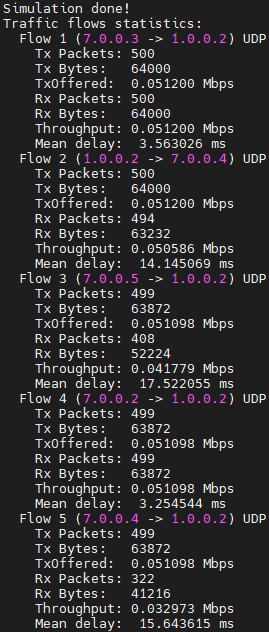 Simulation done!
Traffic flows statistics:
Flow 1 (7.0.0.3 -> 1.0.0.2) UDP
Tx Packets: 500
Tx Bytes: 64000
TxOffered: 0.051200 Mbps
Rx Packets: 500
Rx Bytes: 64000
Throughput: 0.051200 Mbps
Mean delay: 3.563026 ms
Flow 2 (1.0.0.2 -> 7.0.0.4) UDP
Tx Packets: 500
Tx Bytes: 64000
TxOffered: 0.051200 Mbps
Rx Packets: 494
Rx Bytes: 63232
Throughput: 0.050586 Mbps
Mean delay: 14.145069 ms
Flow 3 (7.0.0.5 -> 1.0.0.2) UDP
Tx Packets: 499
Tx Bytes: 63872
TxOffered: 0.051098 Mbps
Rx Packets: 408
Rx Bytes: 52224
Throughput: 0.041779 Mbps
Mean delay: 17.522055 ms
Flow 4 (7.0.0.2 -> 1.0.0.2) UDP
Tx Packets: 499
Tx Bytes: 63872
TxOffered: 0.051098 Mbps
Rx Packets: 499
Rx Bytes: 63872
Throughput: 0.051098 Mbps
Mean delay: 3.254544 ms
Flow 5 (7.0.0.4 -> 1.0.0.2) UDP
Tx Packets: 499
Tx Bytes: 63872
TxOffered: 0.051098 Mbps
Rx Packets: 322
Rx Bytes: 41216
Throughput: 0.032973 Mbps
Mean delay: 15.643615 ms